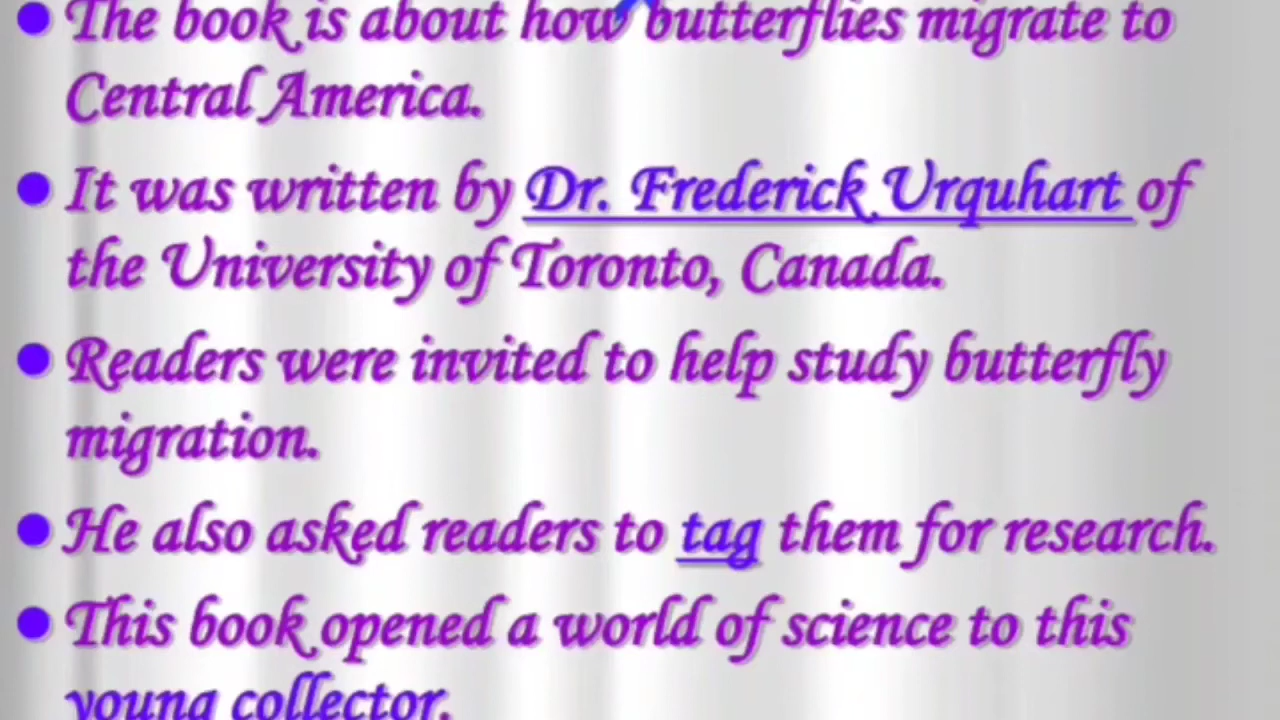 • The book is about how butterflies migrate to
Central America.
• It was written by Dr. Frederick Urquhart of
the University of Toronto, Canada.
• Readers were invited to help study butterfly
migration.
• He also asked readers to tag them for research.
• This book opened a world of science to this
young collector.